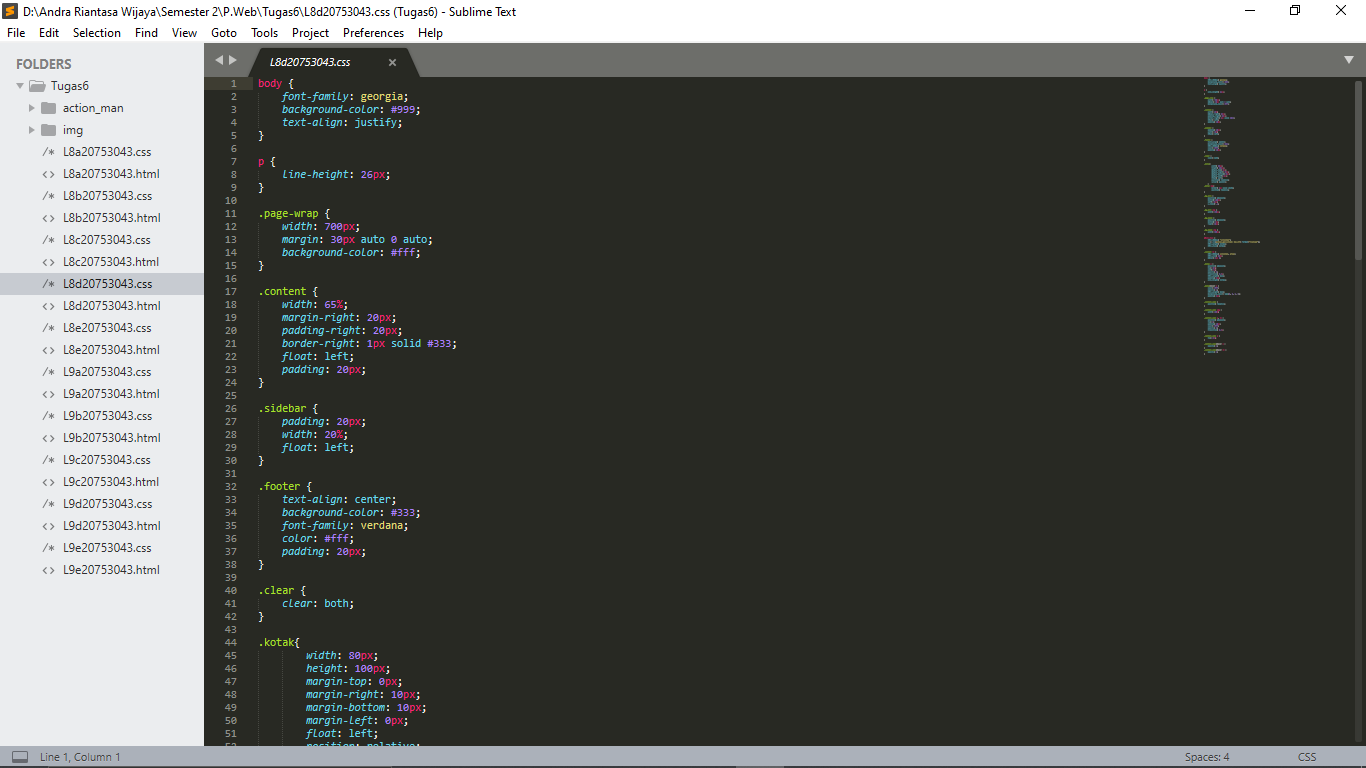 D:\Andra Riantasa Wijaya\Semester 2\P.Web\Tugas6\L8d20753043.css (Tugas6) - Sublime Text
File Edit Selection Find View Goto Tools Project Preferences Help
FOLDERS
Tugas6
action_man
img
L8a20753043.css
L8a20753043.html
L8b20753043.css
L8b20753043.html
L8c20753043.css
L8c20753043.html
L8d20753043.css
L8d20753043.html
L8e20753043.css
L8e20753043.html
L9a20753043.css
L9a20753043.html
L9b20753043.css
L9b20753043.html
L9c20753043.css
L9c20753043.html
L9d20753043.css
L9d20753043.html
L9e20753043.css
L9e20753043.html
L8d20753043.css
1 body {
2 font-family: georgia;
3 background-color: #999;
4 text-align: justify;
5 }
6
7 p {
8 line-height: 26px;
9 }
10
11 .page-wrap {
12 width: 700px;
13 margin: 30px auto 0 auto;
14 background-color: #fff;
15 }
16
17 .content {
18 width: 65%;
19 margin-right: 20px;
20 padding-right: 20px;
21 border-right: 1px solid #333;
22 float: left;
23 padding: 20px;
24 }
25
26 .sidebar {
27 padding: 20px;
28 width: 20%;
29 float: left;
30 }
31
32 .footer {
33 text-align: center;
34 background-color: #333;
35 font-family: verdana;
36 color: #fff;
37 padding: 20px;
38 }
39
40 .clear {
41 clear: both;
42 }
43
44 .kotak{
45 width: 80px;
46 height: 100px;
47 margin-top: 0px;
48 margin-right: 10px;
49 margin-bottom: 10px;
50 margin-left: 0px;
51 float: left;
52 position: relative;
Line 1, Column 1
Spaces: 4
CSS